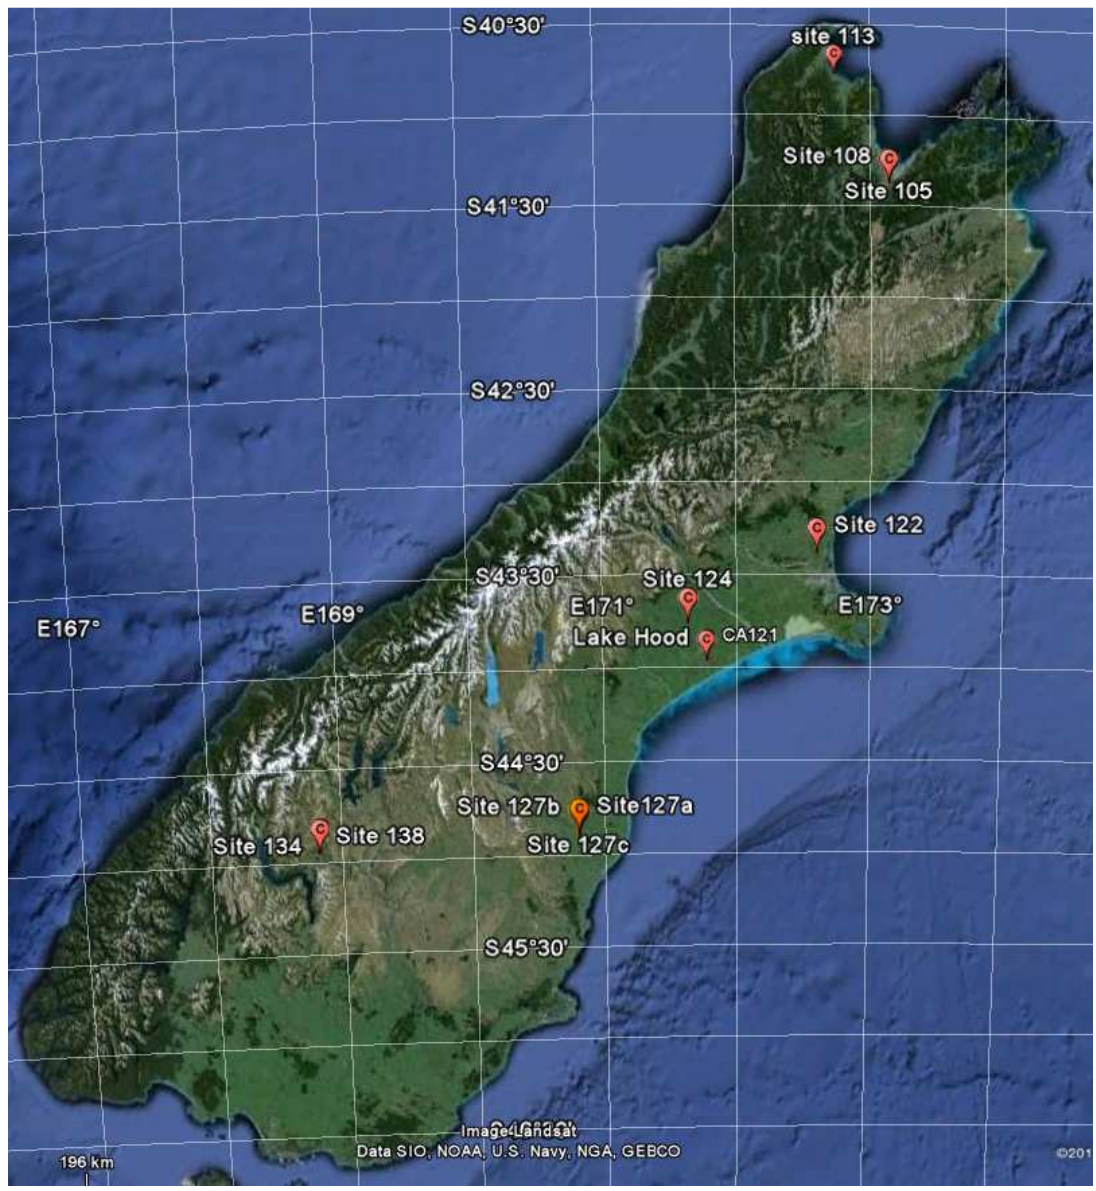 S40°30'
site 113
Site 108
Site 105
S41°30'
S42°30'
Site 122
S43°30'
Site 124
E167°
E169°
E171°
E173°
Lake Hood
CA121
S44°30'
Site 127b
Site127a
Site 127c
Site 134
Site 138
S45°30'
Image Landsat
Data SIO, NOAA, U.S. Navy, NGA, GEBCO
196 km
©201